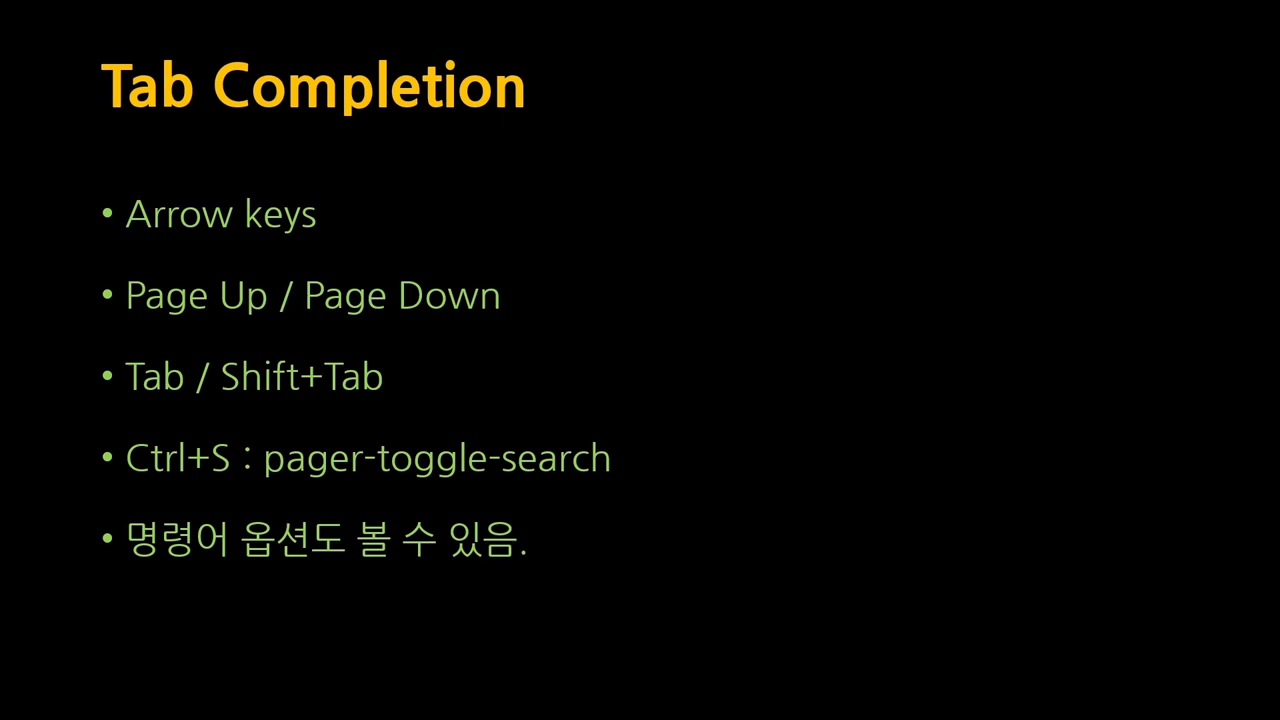 Tab Completion
• Arrow keys
• Page Up / Page Down
• Tab / Shift+Tab
• Ctrl+S : pager-toggle-search
• 명령어 옵션도 볼 수 있음.